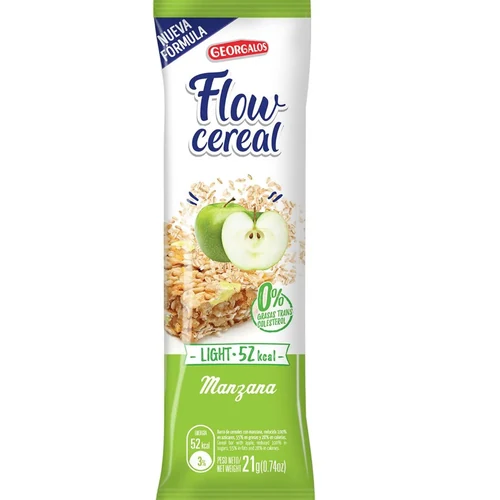 NUEVA
FÓRMULA
GEORGALOS
Flow
cereal
0%
GRASAS TRANS
COLESTEROL
LIGHT • 52 kcal
Manzana
ENERGÍA
52 kcal
3%
PESO NETO/
NET WEIGHT 21g(0.74oz)